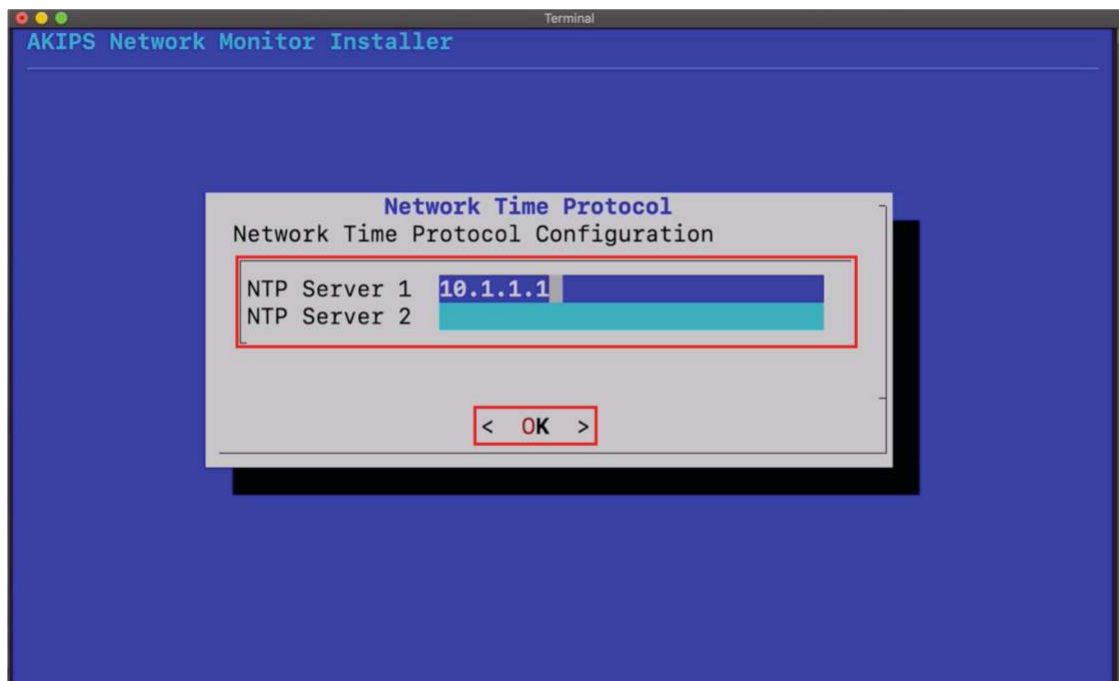 Terminal
AKIPS Network Monitor Installer
Network Time Protocol
Network Time Protocol Configuration
NTP Server 1 10.1.1.1
NTP Server 2
< OK >